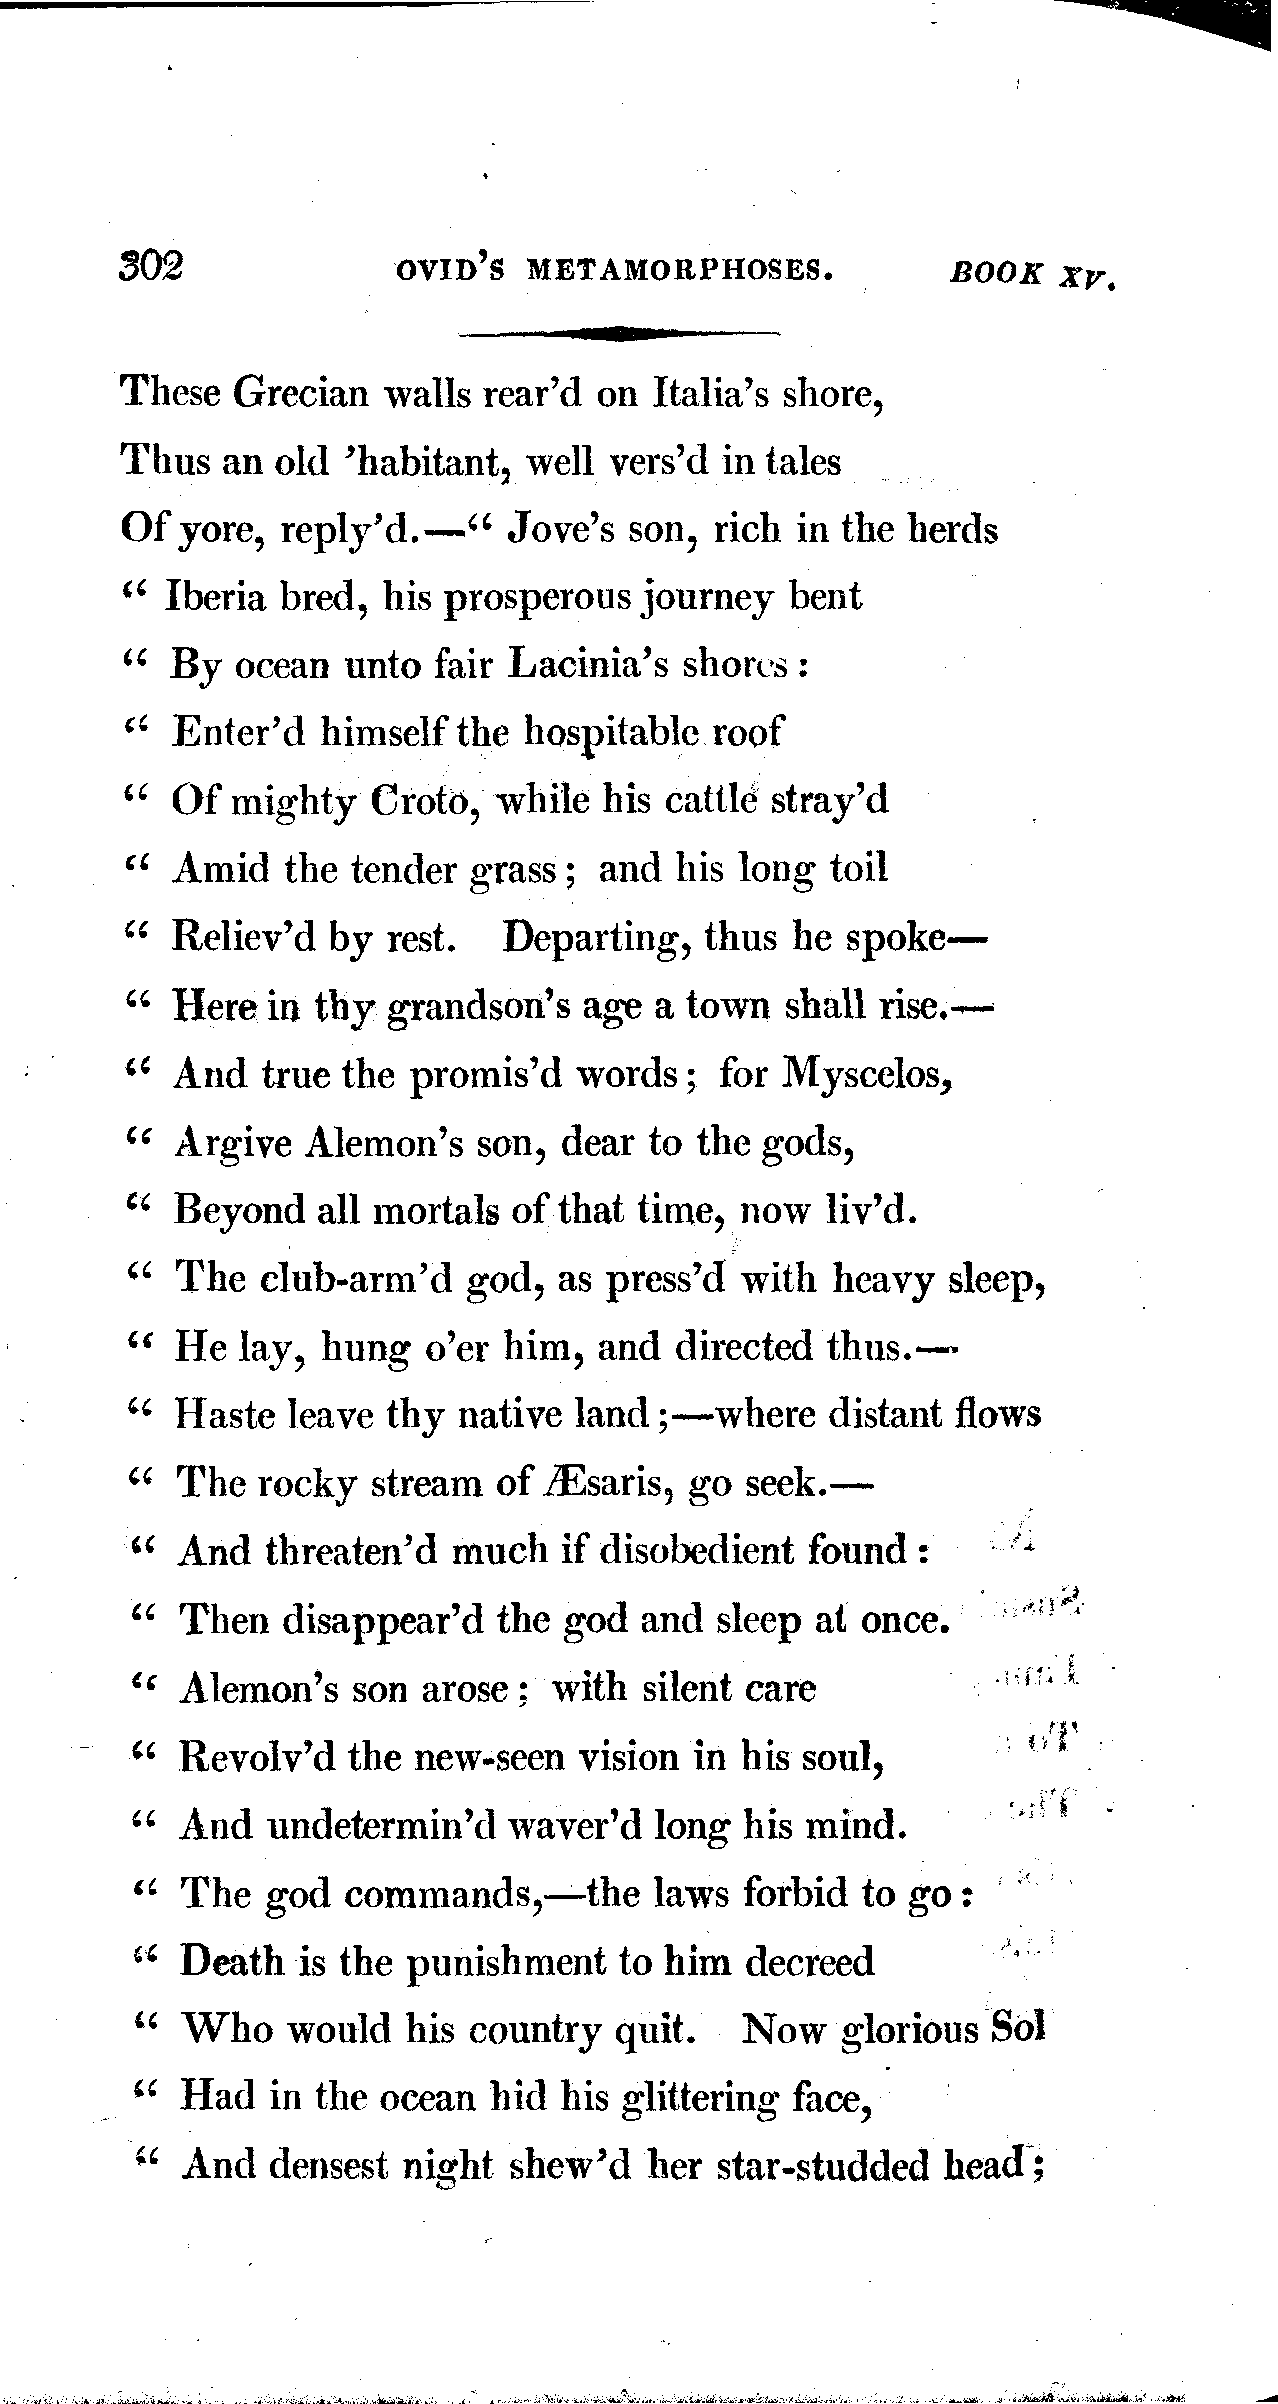 302 OVID'S METAMORPHOSES. BOOK XV.
These Grecian walls rear'd on Italia's shore,
Thus an old 'habitant, well vers'd in tales
Of yore, reply'd.—“ Jove's son, rich in the herds
“ Iberia bred, his prosperous journey bent
“ By ocean unto fair Lacinia's shores :
“ Enter'd himself the hospitable roof
“ Of mighty Croto, while his cattle stray'd
“ Amid the tender grass ; and his long toil
“ Reliev'd by rest. Departing, thus he spoke—
“ Here in thy grandson's age a town shall rise.—
“ And true the promis'd words ; for Myscelos,
“ Argive Alemon's son, dear to the gods,
“ Beyond all mortals of that time, now liv'd.
“ The club-arm'd god, as press'd with heavy sleep,
“ He lay, hung o'er him, and directed thus.—
“ Haste leave thy native land ;—where distant flows
“ The rocky stream of Æsaris, go seek.—
“ And threaten'd much if disobedient found :
“ Then disappear'd the god and sleep at once.
“ Alemon's son arose ; with silent care
“ Revolv'd the new-seen vision in his soul,
“ And undetermin'd waver'd long his mind.
“ The god commands,—the laws forbid to go :
“ Death is the punishment to him decreed
“ Who would his country quit. Now glorious Sol
“ Had in the ocean hid his glittering face,
“ And densest night shew'd her star-studded head ;